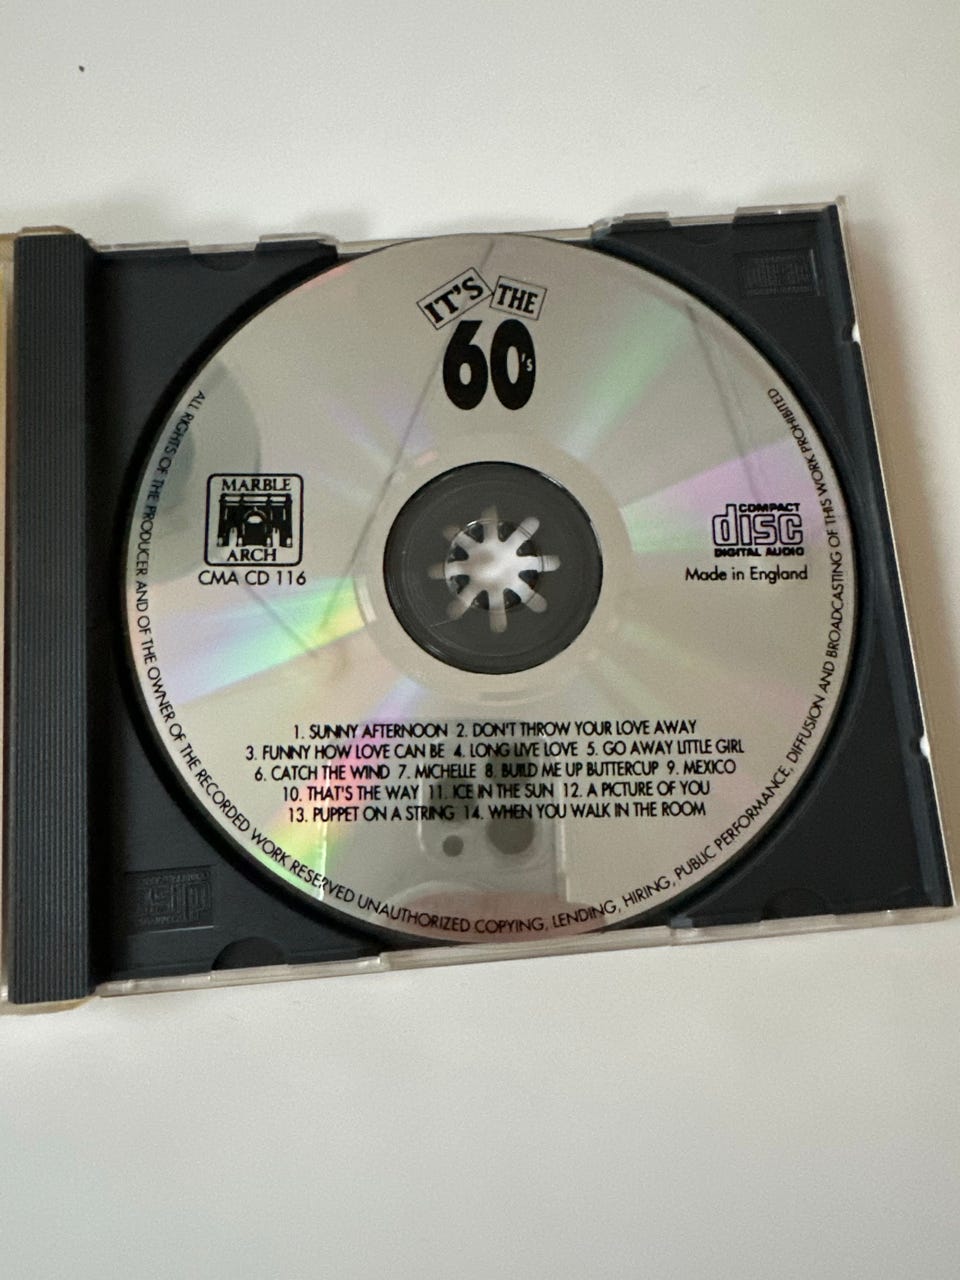 IT'S THE
60's
MARBLE
ARCH
CMA CD 116
COMPACT
disc
DIGITAL AUDIO
Made in England
1. SUNNY AFTERNOON 2. DON'T THROW YOUR LOVE AWAY
3. FUNNY HOW LOVE CAN BE 4. LONG LIVE LOVE 5. GO AWAY LITTLE GIRL
6. CATCH THE WIND 7. MICHELLE 8. BUILD ME UP BUTTERCUP 9. MEXICO
10. THAT'S THE WAY 11. ICE IN THE SUN 12. A PICTURE OF YOU
13. PUPPET ON A STRING 14. WHEN YOU WALK IN THE ROOM
ALL RIGHTS OF THE PRODUCER AND OF THE OWNER OF THE RECORDED WORK RESERVED UNAUTHORIZED COPYING, LENDING, HIRING, PUBLIC PERFORMANCE, DIFFUSION AND BROADCASTING OF THIS WORK PROHIBITED